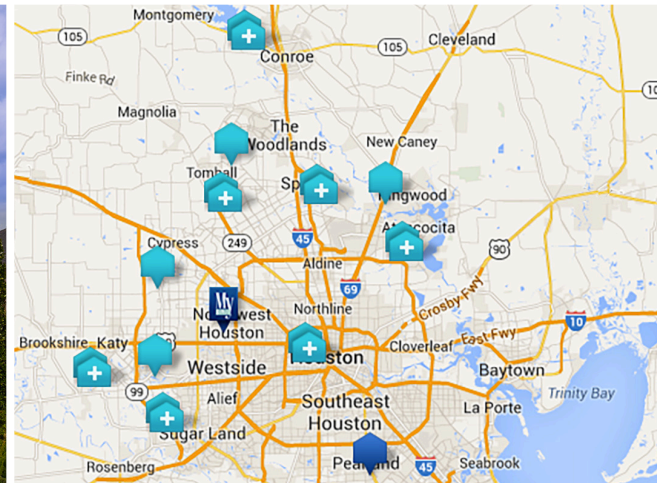 Montgomery
105
105
Cleveland
Conroe
Finke Rd
10
Magnolia
The
Woodlands
New Caney
Tomball
Sp
Kingwood
Atascocita
249
45
Cypress
90
Aldine
69
My
Northline
Crosby Fwy
Northwest
Houston
10
East Fwy
Brookshire
Katy
Houston
Cloverleaf
Westside
Baytown
99
Trinity Bay
Alief
Southeast
Houston
La Porte
Sugar Land
Pearland
45
Seabrook
Rosenberg